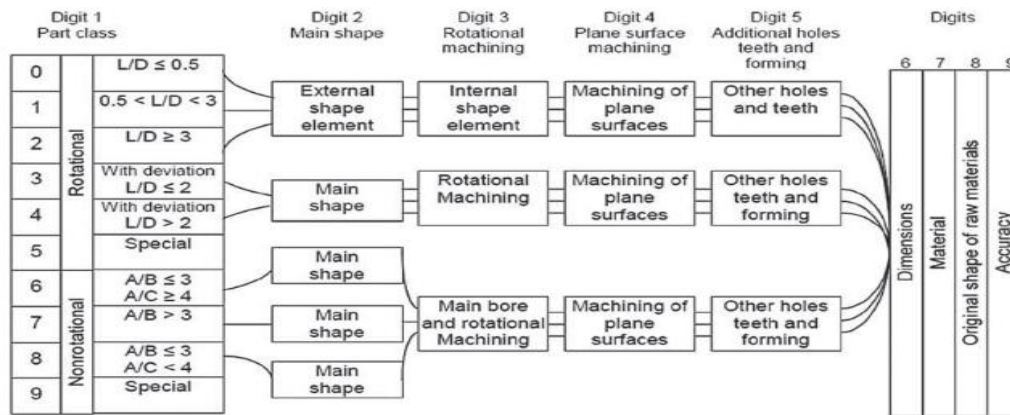 Digit 1
Part class
Digit 2
Main shape
Digit 3
Rotational
machining
Digit 4
Plane surface
machining
Digit 5
Additional holes
teeth and
forming
Digits
6 7 8 9
0
1
2
3
4
5
6
7
8
9
Rotational
Nonrotational
L/D ≤ 0.5
0.5 < L/D < 3
L/D ≥ 3
With deviation
L/D ≤ 2
With deviation
L/D > 2
Special
A/B ≤ 3
A/C ≥ 4
A/B > 3
A/B ≤ 3
A/C < 4
Special
External
shape
element
Internal
shape
element
Machining of
plane
surfaces
Other holes
and teeth
Main
shape
Rotational
Machining
Machining of
plane
surfaces
Other holes
teeth and
forming
Main
shape
Main
shape
Main
shape
Main bore
and rotational
Machining
Machining of
plane
surfaces
Other holes
teeth and
forming
Dimensions
Material
Original shape of raw materials
Accuracy